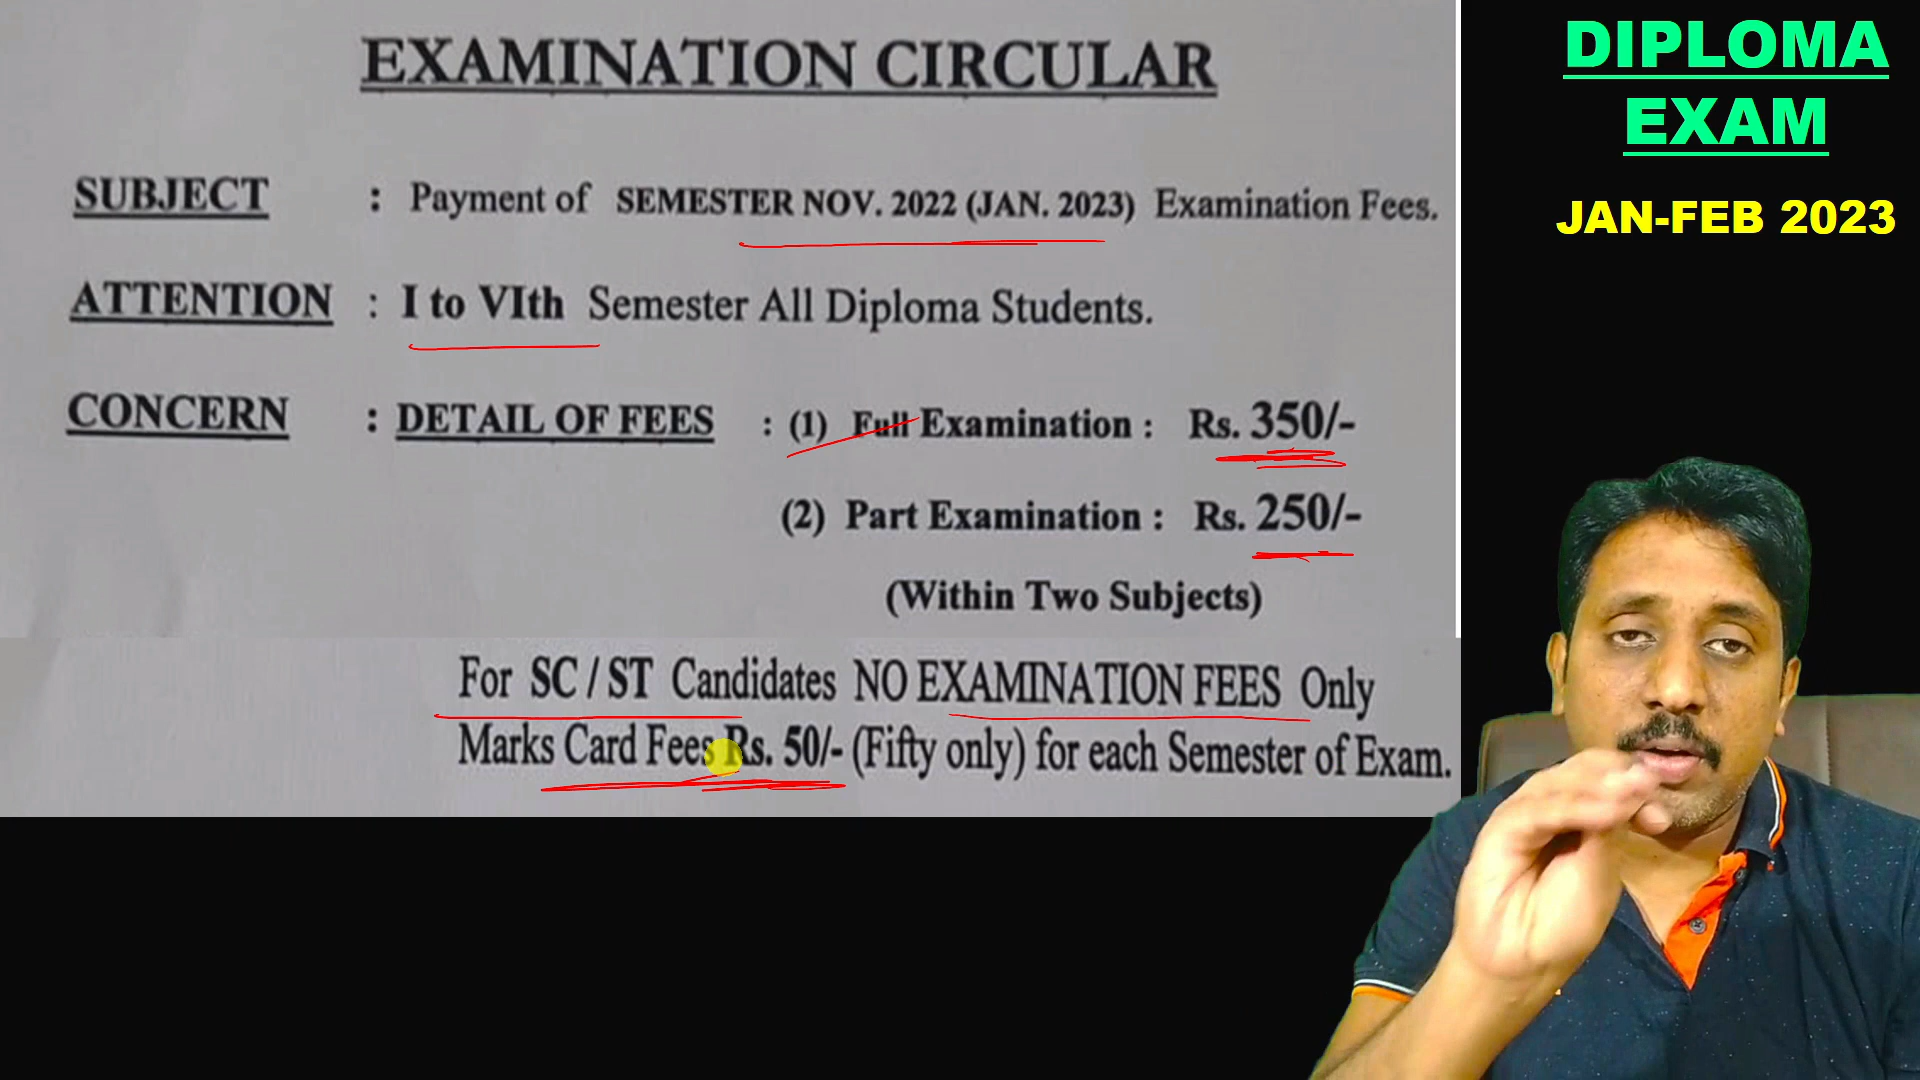 EXAMINATION CIRCULAR
SUBJECT : Payment of SEMESTER NOV. 2022 (JAN. 2023) Examination Fees.
ATTENTION : I to VIth Semester All Diploma Students.
CONCERN : DETAIL OF FEES : (1) Full Examination : Rs. 350/-
(2) Part Examination : Rs. 250/-
(Within Two Subjects)
For SC / ST Candidates NO EXAMINATION FEES Only
Marks Card Fees Rs. 50/- (Fifty only) for each Semester of Exam.
DIPLOMA
EXAM
JAN-FEB 2023